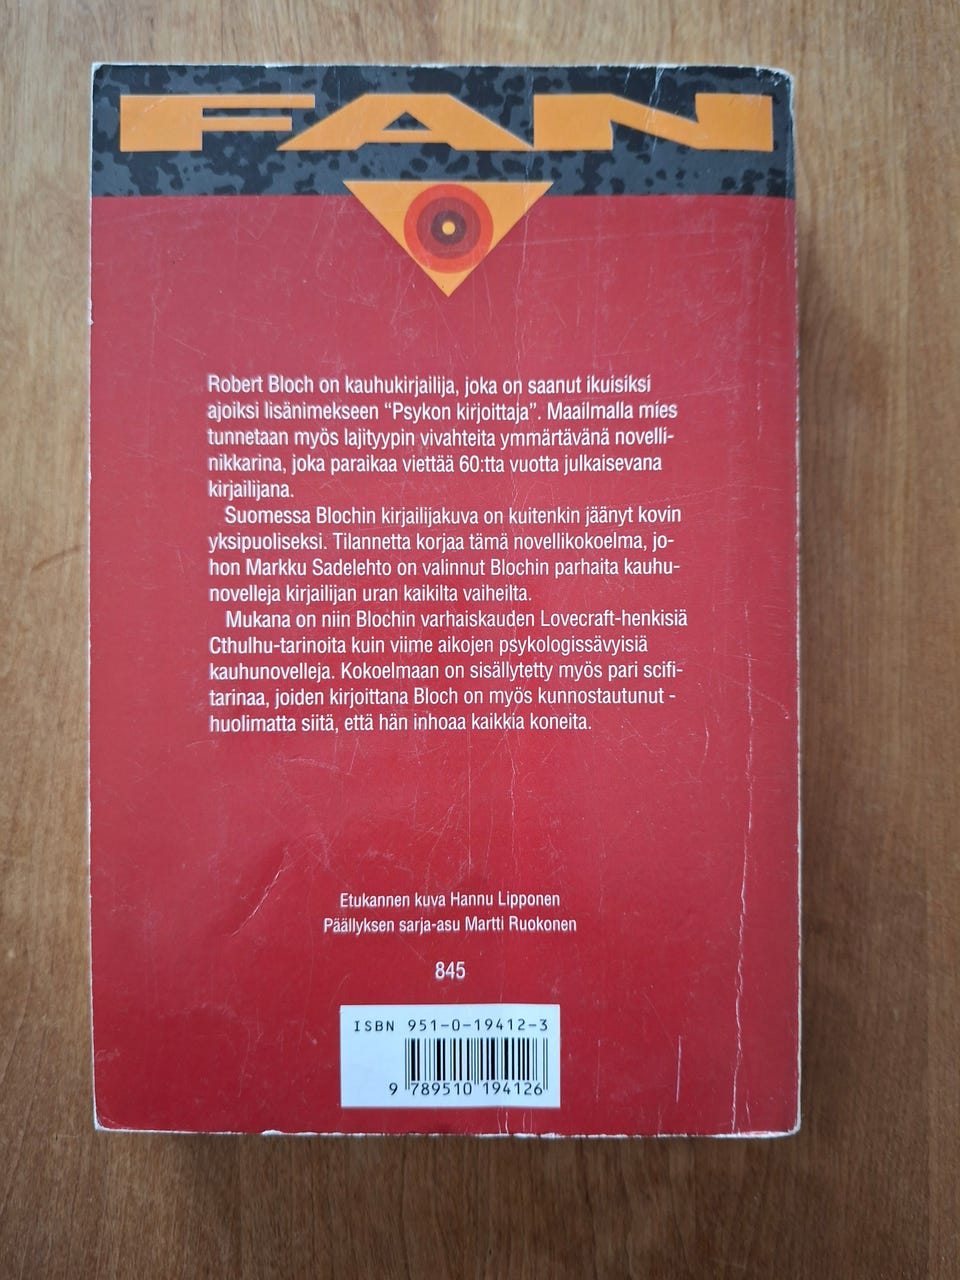 FAN
Robert Bloch on kauhukirjailija, joka on saanut ikuisiksi
ajoiksi lisänimekseen “Psykon kirjoittaja”. Maailmalla mies
tunnetaan myös lajityypin vivahteita ymmärtävänä novelli-
nikkarina, joka paraikaa viettää 60:tta vuotta julkaisevana
kirjailijana.
Suomessa Blochin kirjailijakuva on kuitenkin jäänyt kovin
yksipuoliseksi. Tilannetta korjaa tämä novellikokoelma, jo-
hon Markku Sadelehto on valinnut Blochin parhaita kauhu-
novelleja kirjailijan uran kaikilta vaiheilta.
Mukana on niin Blochin varhaiskauden Lovecraft-henkisiä
Cthulhu-tarinoita kuin viime aikojen psykologissävyisiä
kauhunovelleja. Kokoelmaan on sisällytetty myös pari scifi-
tarinaa, joiden kirjoittana Bloch on myös kunnostautunut -
huolimatta siitä, että hän inhoaa kaikkia koneita.
Etukannen kuva Hannu Lipponen
Päällyksen sarja-asu Martti Ruokonen
845
ISBN 951-0-19412-3
9 789510 194126